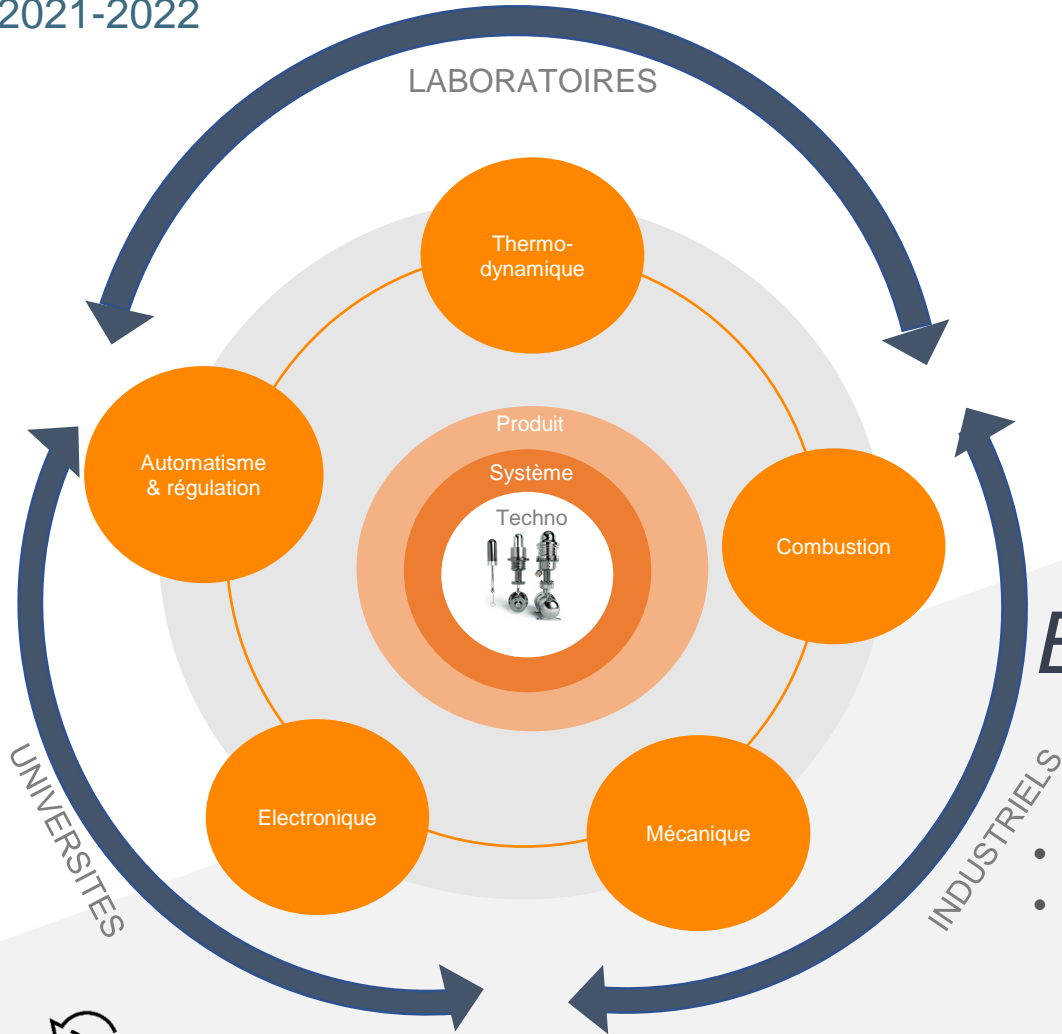 2021-2022
LABORATOIRES
Thermo-
dynamique
Produit
Automatisme
& régulation
Système
Techno
Combustion
Electronique
Mécanique
UNIVERSITES
INDUSTRIELS